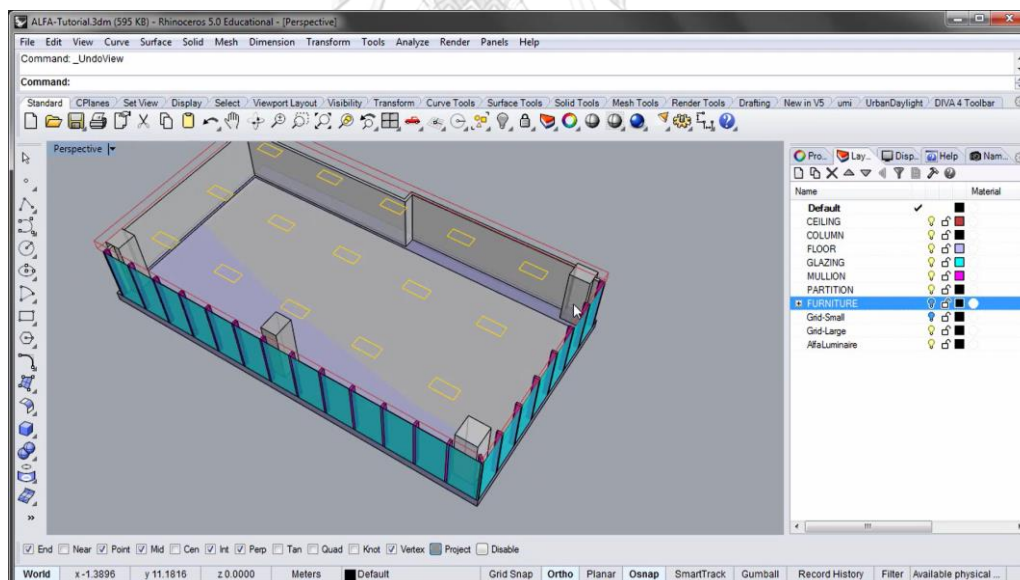 ALFA-Tutorial.3dm (595 KB) - Rhinoceros 5.0 Educational - [Perspective]
File Edit View Curve Surface Solid Mesh Dimension Transform Tools Analyze Render Panels Help
Command: _UndoView
Command:
Standard CPlanes Set View Display Select Viewport Layout Visibility Transform Curve Tools Surface Tools Solid Tools Mesh Tools Render Tools Drafting New in V5 umi UrbanDaylight DIVA 4 Toolbar
Perspective
Pro... Lay... Disp... Help Nam...
Name Material
Default
CEILING
COLUMN
FLOOR
GLAZING
MULLION
PARTITION
FURNITURE
Grid-Small
Grid-Large
AlfaLuminaire
End Near Point Mid Cen Int Perp Tan Quad Knot Vertex Project Disable
World x -1.3896 y 11.1816 z 0.0000 Meters Default Grid Snap Ortho Planar Osnap SmartTrack Gumball Record History Filter Available physical ...